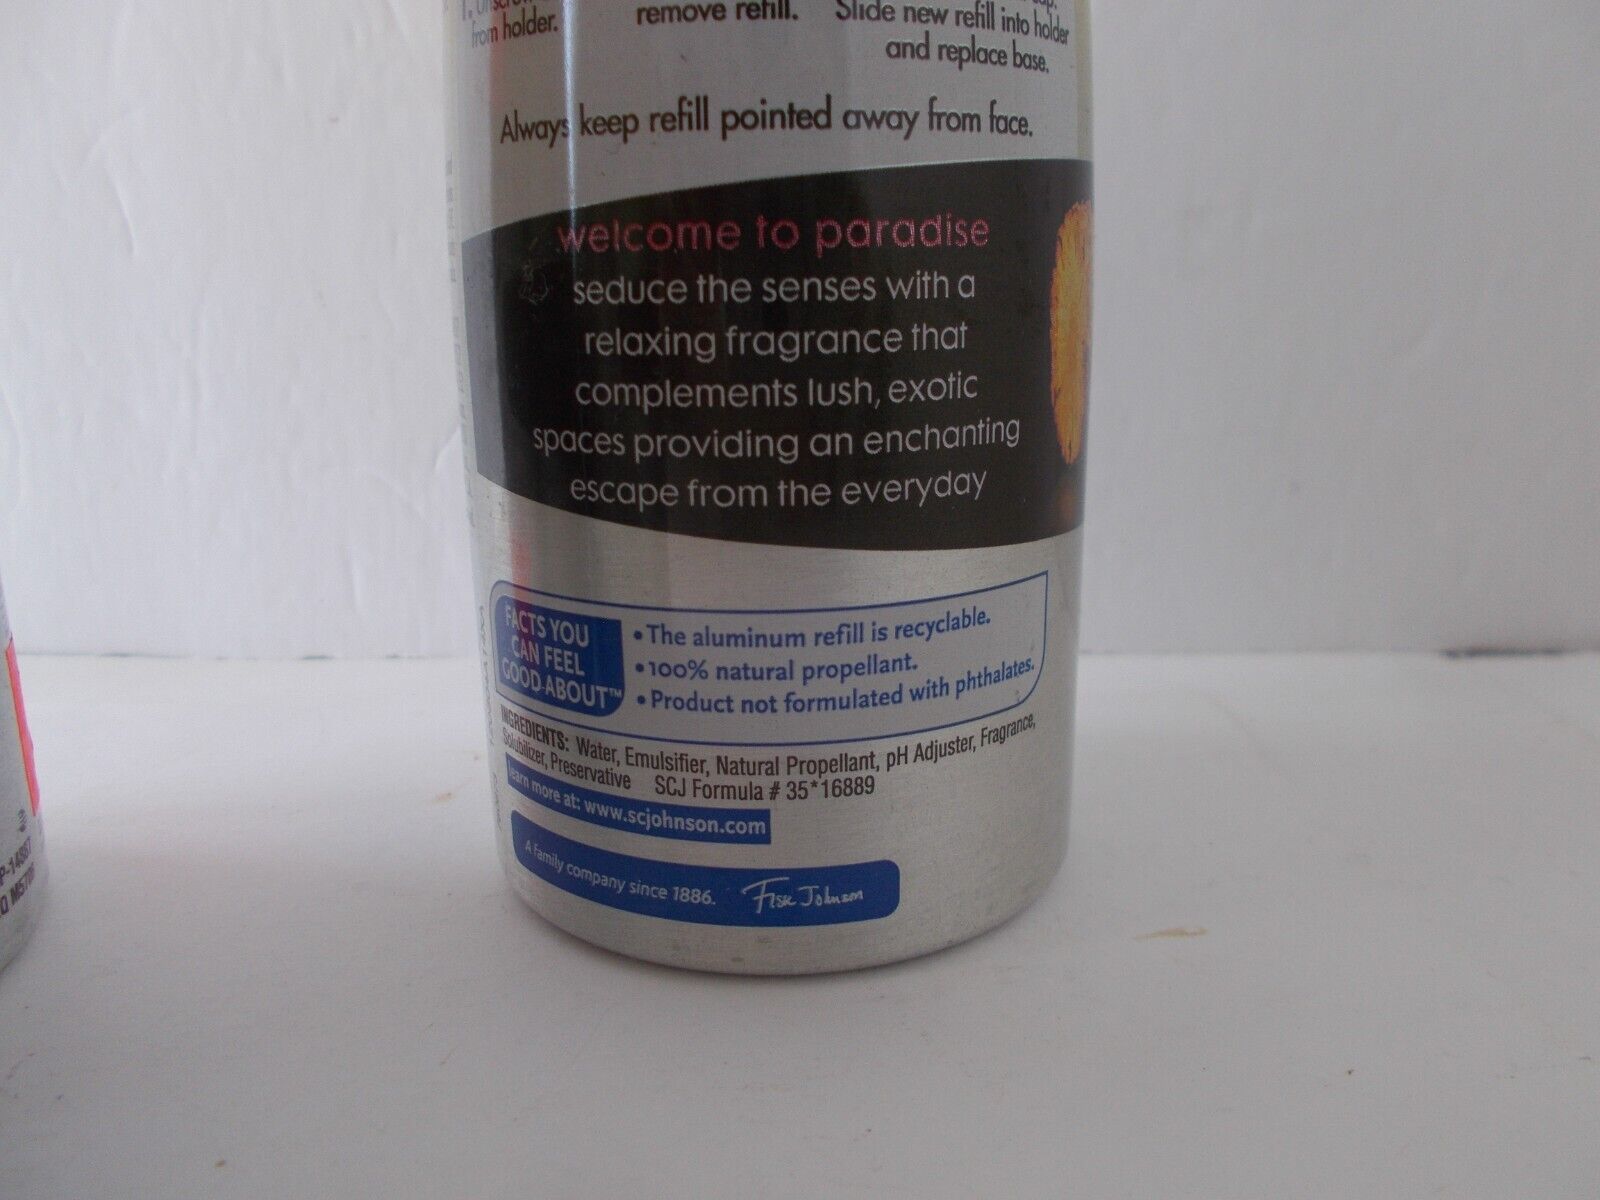 from holder.
remove refill.
Slide new refill into holder
and replace base.
Always keep refill pointed away from face.
welcome to paradise
seduce the senses with a
relaxing fragrance that
complements lush, exotic
spaces providing an enchanting
escape from the everyday
FACTS YOU
CAN FEEL
GOOD ABOUT™
• The aluminum refill is recyclable.
• 100% natural propellant.
• Product not formulated with phthalates.
INGREDIENTS: Water, Emulsifier, Natural Propellant, pH Adjuster, Fragrance,
Solubilizer, Preservative SCJ Formula # 35*16889
learn more at: www.scjohnson.com
A family company since 1886. Fisk Johnson